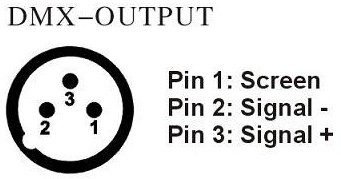 DMX-OUTPUT
3
2 1
Pin 1: Screen
Pin 2: Signal -
Pin 3: Signal +